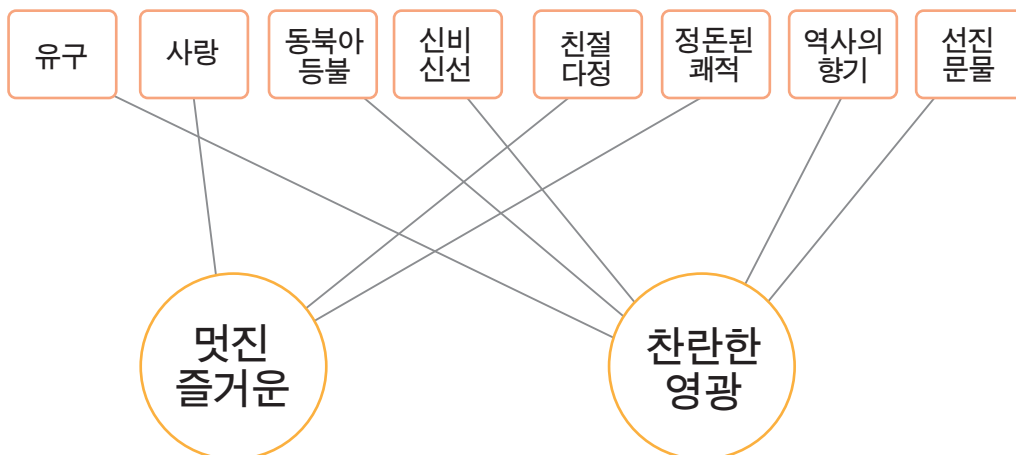 유구
사랑
동북아
등불
신비
신선
친절
다정
정돈된
쾌적
역사의
향기
선진
문물
멋진
즐거운
찬란한
영광